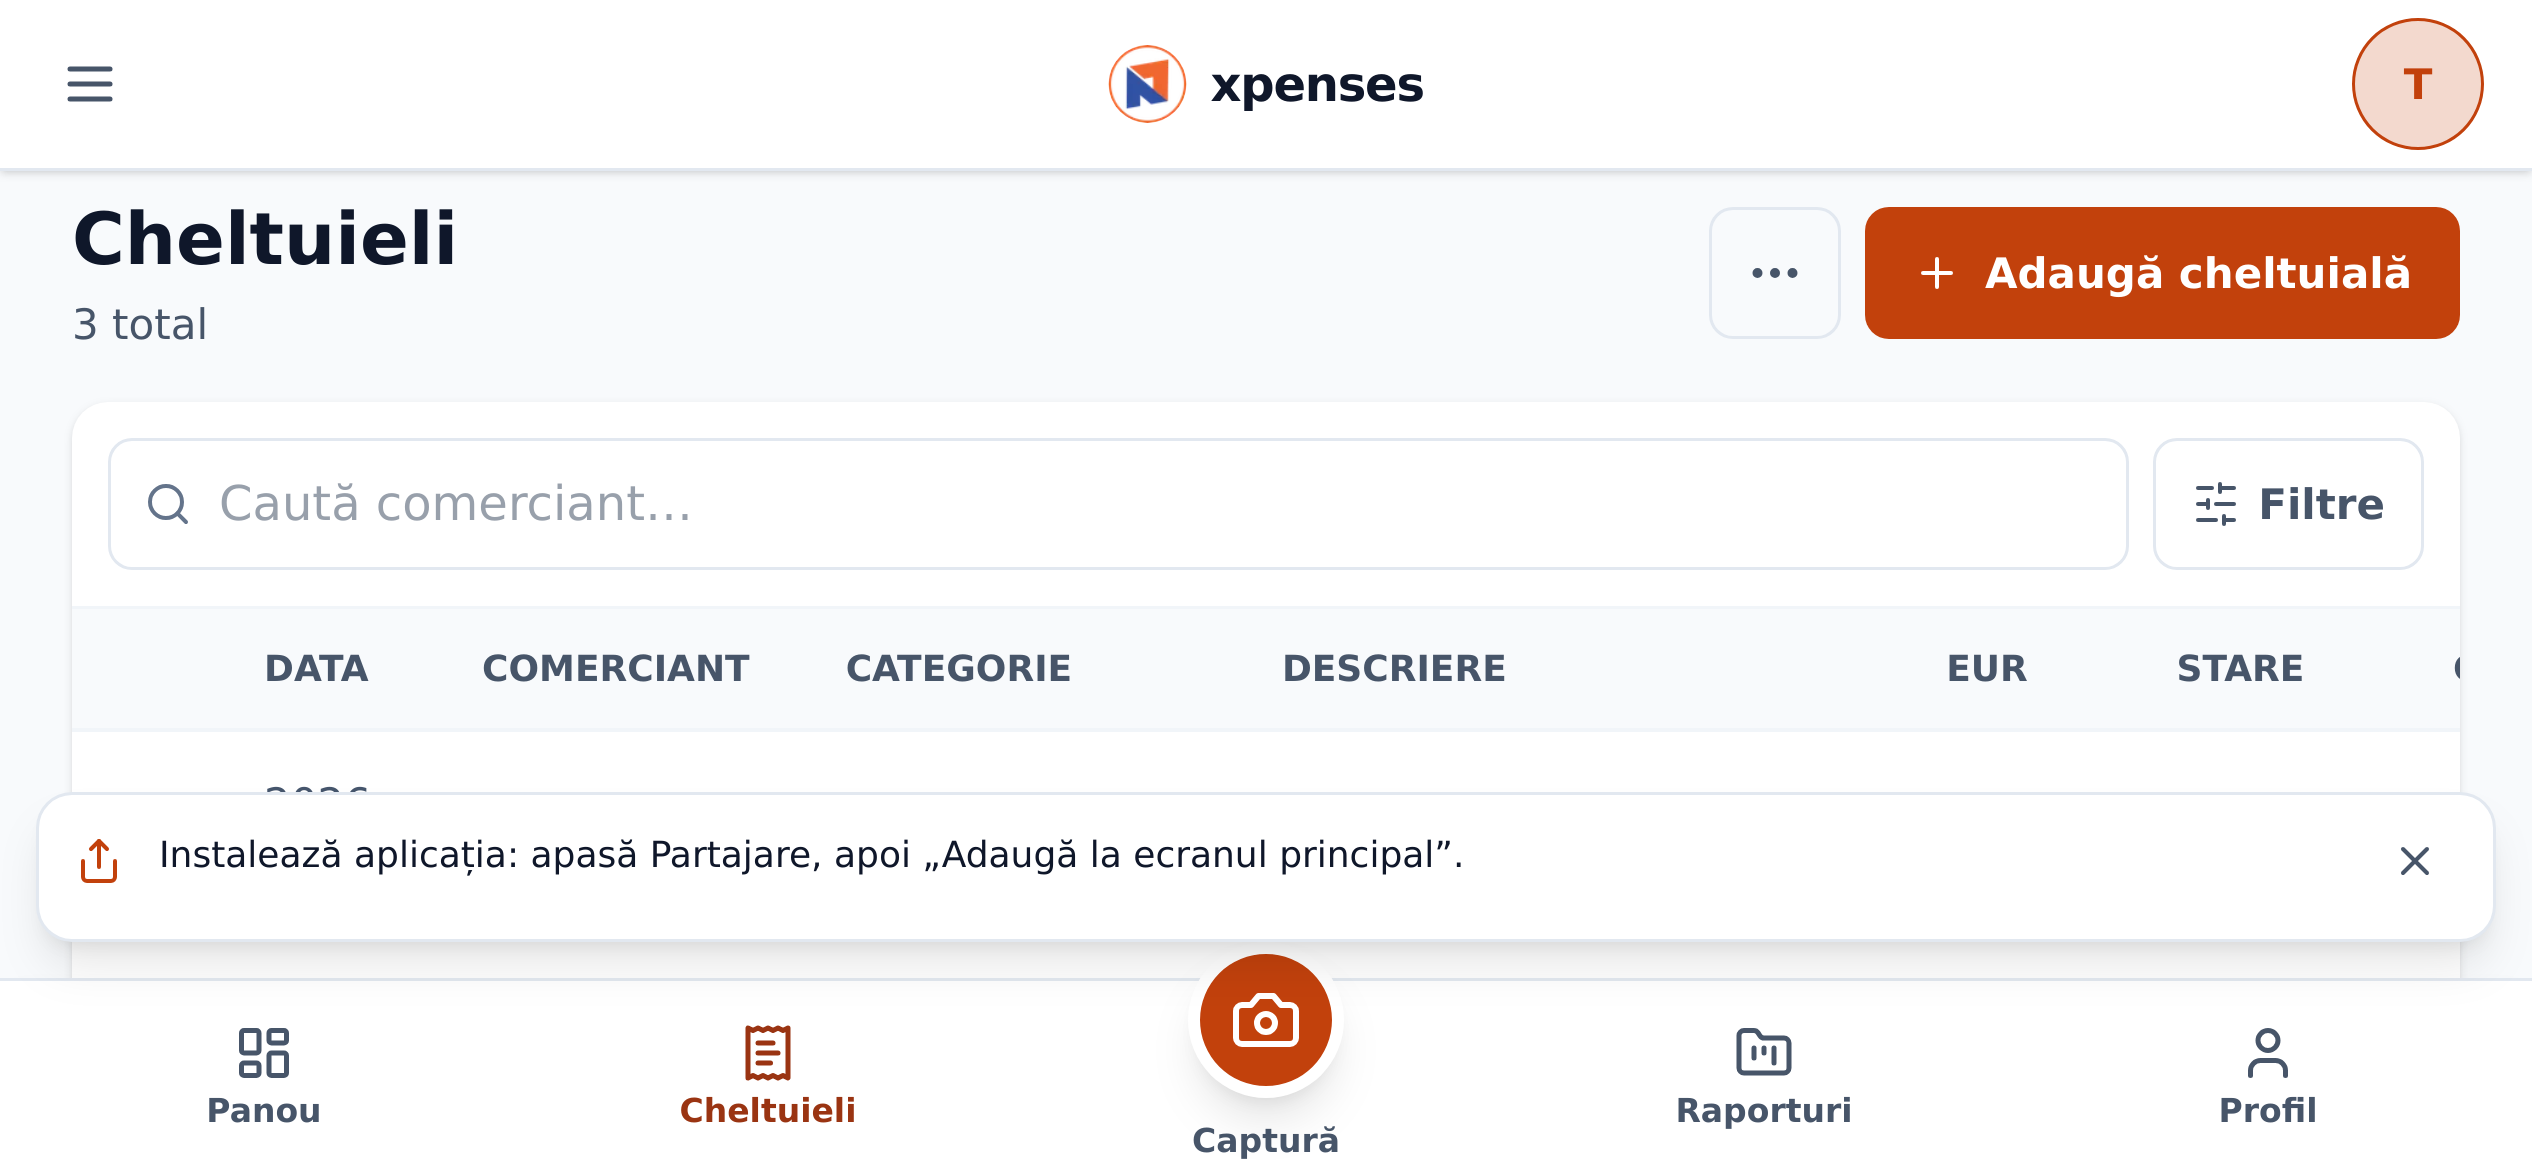 xpenses
T
Cheltuieli
3 total
Adaugă cheltuială
Caută comerciant...
Filtre
DATA COMERCIANT CATEGORIE DESCRIERE EUR STARE
Instalează aplicația: apasă Partajare, apoi „Adaugă la ecranul principal”.
Panou
Cheltuieli
Captură
Raporturi
Profil